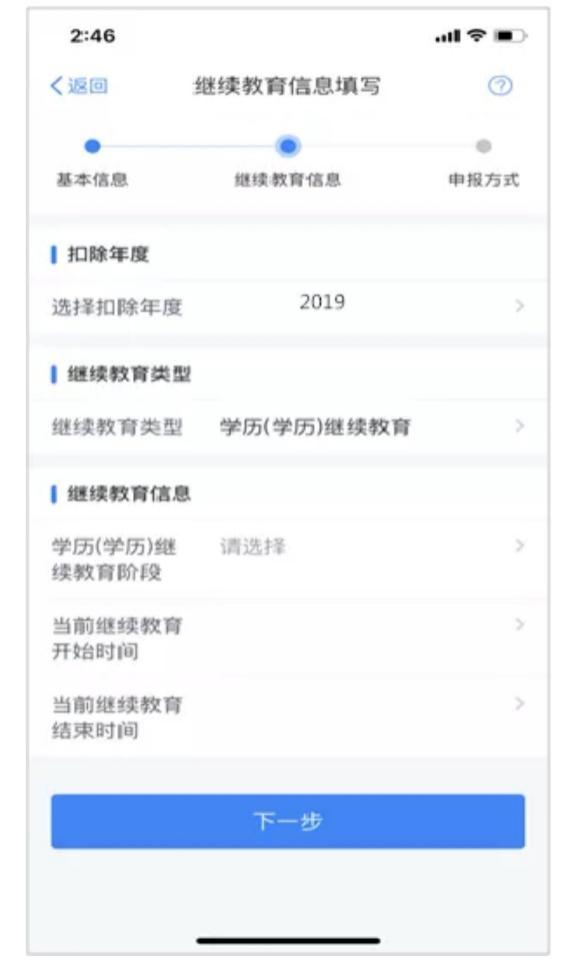 2:46
返回
继续教育信息填写
?
基本信息
继续教育信息
申报方式
扣除年度
选择扣除年度
2019
继续教育类型
继续教育类型
学历(学历)继续教育
继续教育信息
学历(学历)继
续教育阶段
请选择
当前继续教育
开始时间
当前继续教育
结束时间
下一步